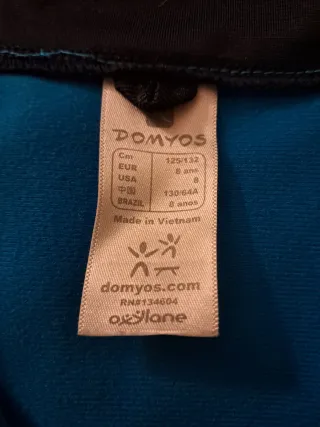 DOMYOS
Cm 125/132
EUR 8 ano
USA 8
中国 130/64A
BRAZIL 8 anos
Made in Vietnam
domyos.com
RN#134604
oxylane